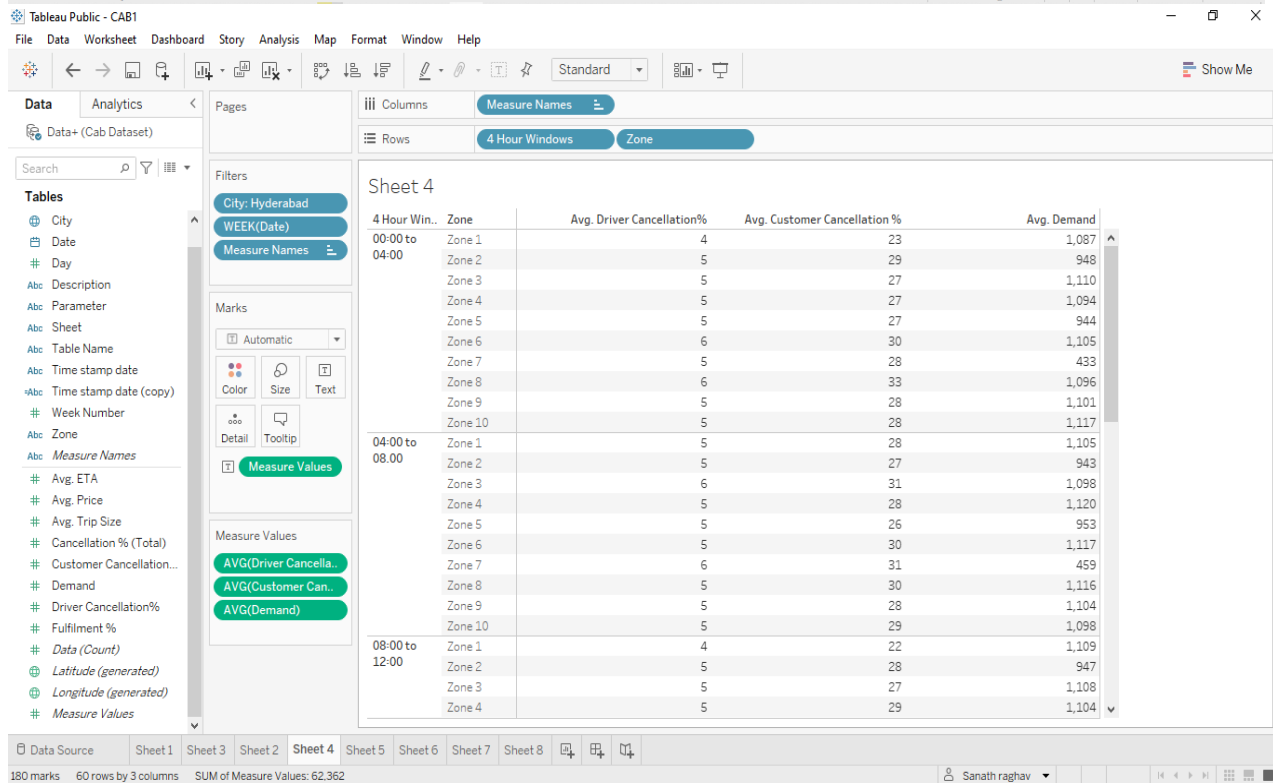 Tableau Public - CAB1
File Data Worksheet Dashboard Story Analysis Map Format Window Help
Standard
Show Me
Data Analytics
Data+ (Cab Dataset)
Search
Tables
City
Date
# Day
Abc Description
Abc Parameter
Abc Sheet
Abc Table Name
Abc Time stamp date
=Abc Time stamp date (copy)
# Week Number
Abc Zone
Abc Measure Names
# Avg. ETA
# Avg. Price
# Avg. Trip Size
# Cancellation % (Total)
# Customer Cancellation...
# Demand
# Driver Cancellation%
# Fulfilment %
# Data (Count)
Latitude (generated)
Longitude (generated)
# Measure Values
Pages
Filters
City: Hyderabad
WEEK(Date)
Measure Names
Marks
T Automatic
Color Size Text
Detail Tooltip
T Measure Values
Measure Values
AVG(Driver Cancella..
AVG(Customer Can..
AVG(Demand)
Columns Measure Names
Rows 4 Hour Windows Zone
Sheet 4
4 Hour Win.. Zone Avg. Driver Cancellation% Avg. Customer Cancellation % Avg. Demand
00:00 to 04:00 Zone 1 4 23 1,087
Zone 2 5 29 948
Zone 3 5 27 1,110
Zone 4 5 27 1,094
Zone 5 5 27 944
Zone 6 6 30 1,105
Zone 7 5 28 433
Zone 8 6 33 1,096
Zone 9 5 28 1,101
Zone 10 5 28 1,117
04:00 to 08.00 Zone 1 5 28 1,105
Zone 2 5 27 943
Zone 3 6 31 1,098
Zone 4 5 28 1,120
Zone 5 5 26 953
Zone 6 5 30 1,117
Zone 7 6 31 459
Zone 8 5 30 1,116
Zone 9 5 28 1,104
Zone 10 5 29 1,098
08:00 to 12:00 Zone 1 4 22 1,109
Zone 2 5 28 947
Zone 3 5 27 1,108
Zone 4 5 29 1,104
Data Source Sheet 1 Sheet 3 Sheet 2 Sheet 4 Sheet 5 Sheet 6 Sheet 7 Sheet 8
180 marks 60 rows by 3 columns SUM of Measure Values: 62,362
Sanath raghav